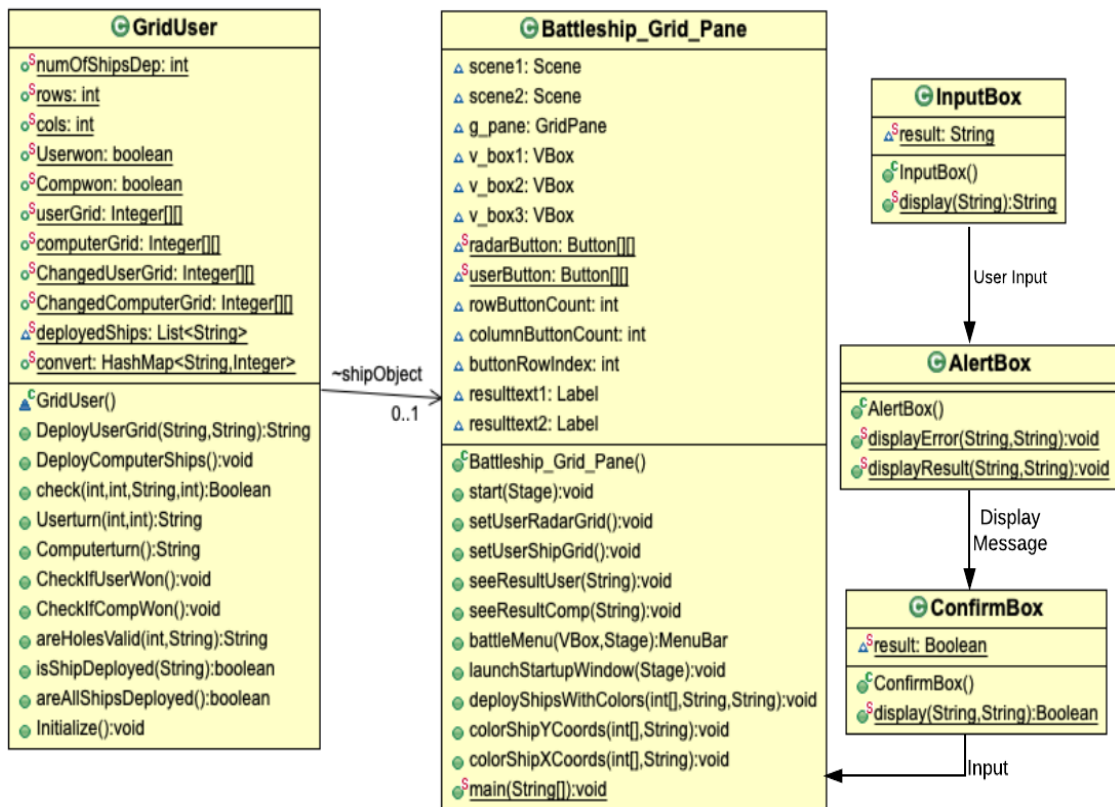 GridUser
numOfShipsDep: int
rows: int
cols: int
Userwon: boolean
Compwon: boolean
userGrid: Integer[][]
computerGrid: Integer[][]
ChangedUserGrid: Integer[][]
ChangedComputerGrid: Integer[][]
deployedShips: List<String>
convert: HashMap<String,Integer>
GridUser()
DeployUserGrid(String,String):String
DeployComputerShips():void
check(int,int,String,int):Boolean
Userturn(int,int):String
Computerturn():String
CheckIfUserWon():void
CheckIfCompWon():void
areHolesValid(int,String):String
isShipDeployed(String):boolean
areAllShipsDeployed():boolean
Initialize():void
~shipObject
0..1
Battleship_Grid_Pane
scene1: Scene
scene2: Scene
g_pane: GridPane
v_box1: VBox
v_box2: VBox
v_box3: VBox
radarButton: Button[][]
userButton: Button[][]
rowButtonCount: int
columnButtonCount: int
buttonRowIndex: int
resulttext1: Label
resulttext2: Label
Battleship_Grid_Pane()
start(Stage):void
setUserRadarGrid():void
setUserShipGrid():void
seeResultUser(String):void
seeResultComp(String):void
battleMenu(VBox,Stage):MenuBar
launchStartupWindow(Stage):void
deployShipsWithColors(int[],String,String):void
colorShipYCoords(int[],String):void
colorShipXCoords(int[],String):void
main(String[]):void
InputBox
result: String
InputBox()
display(String):String
User Input
AlertBox
AlertBox()
displayError(String,String):void
displayResult(String,String):void
Display
Message
ConfirmBox
result: Boolean
ConfirmBox()
display(String,String):Boolean
Input